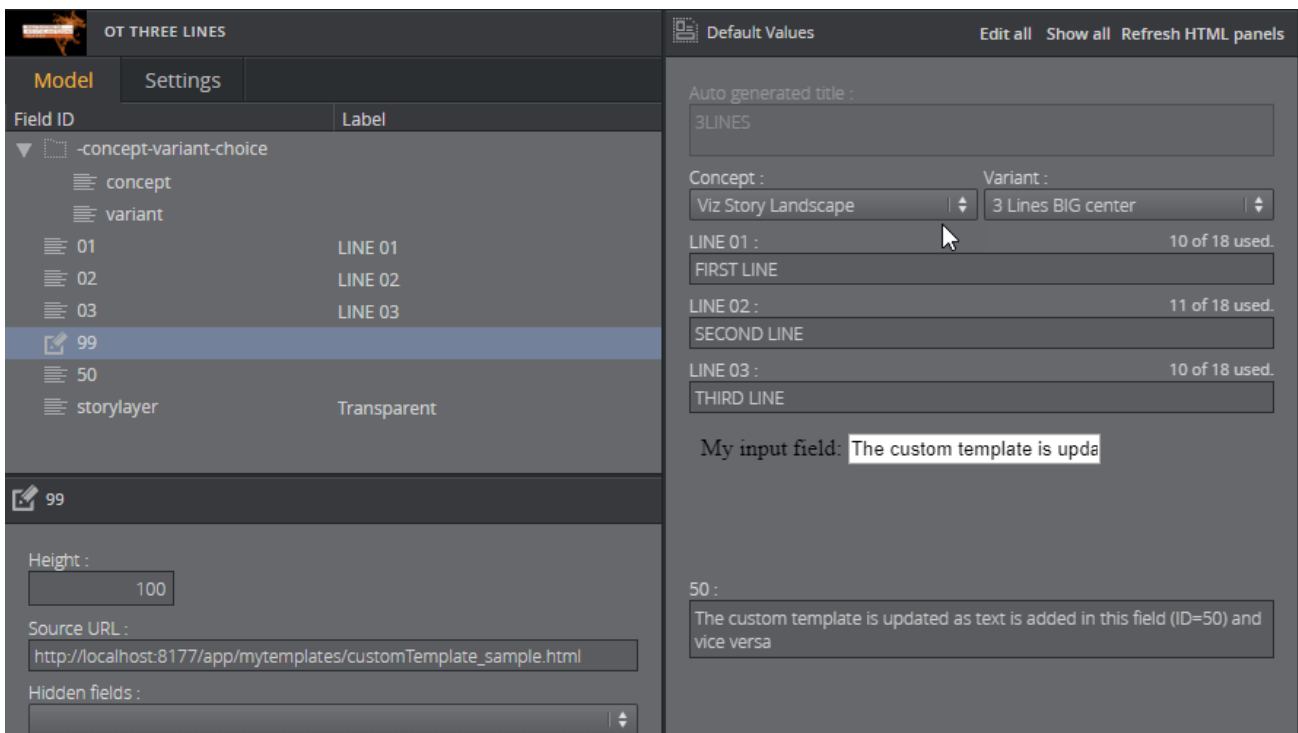 OT THREE LINES
Model Settings
Field ID Label
-concept-variant-choice
concept
variant
01 LINE 01
02 LINE 02
03 LINE 03
99
50
storylayer Transparent
99
Height :
100
Source URL :
http://localhost:8177/app/mytemplates/customTemplate_sample.html
Hidden fields :
Default Values Edit all Show all Refresh HTML panels
Auto generated title :
3LINES
Concept : Variant :
Viz Story Landscape 3 Lines BIG center
LINE 01 : 10 of 18 used.
FIRST LINE
LINE 02 : 11 of 18 used.
SECOND LINE
LINE 03 : 10 of 18 used.
THIRD LINE
My input field: The custom template is upda
50 :
The custom template is updated as text is added in this field (ID=50) and
vice versa